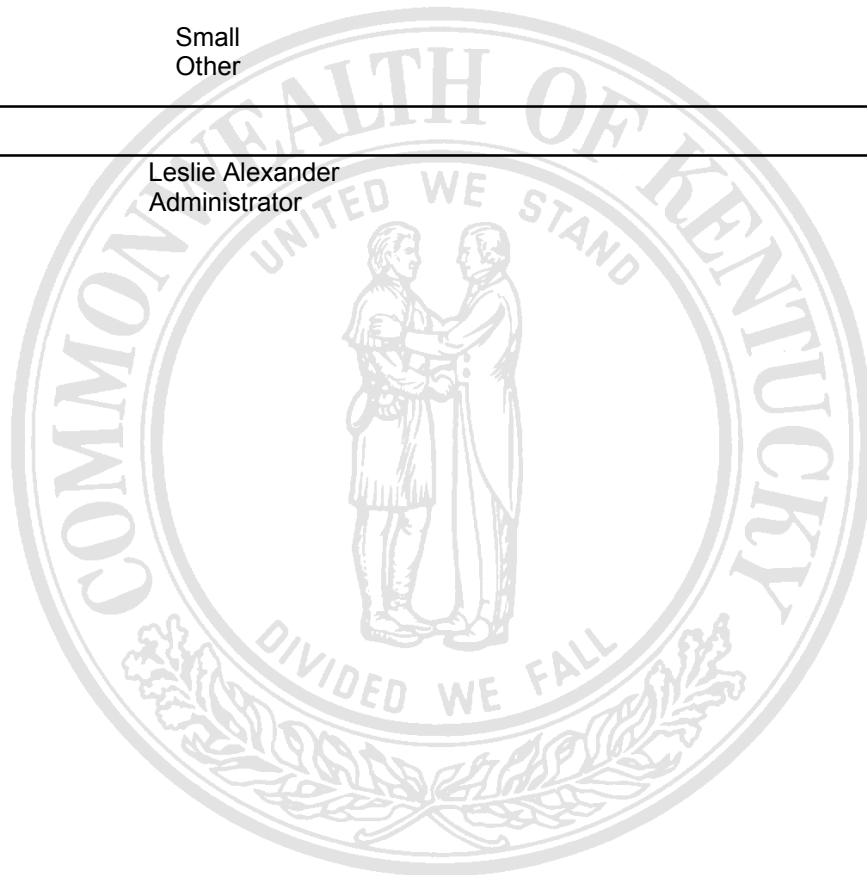 Small
Other
Leslie Alexander
Administrator
COMMONWEALTH OF KENTUCKY
UNITED WE STAND
DIVIDED WE FALL